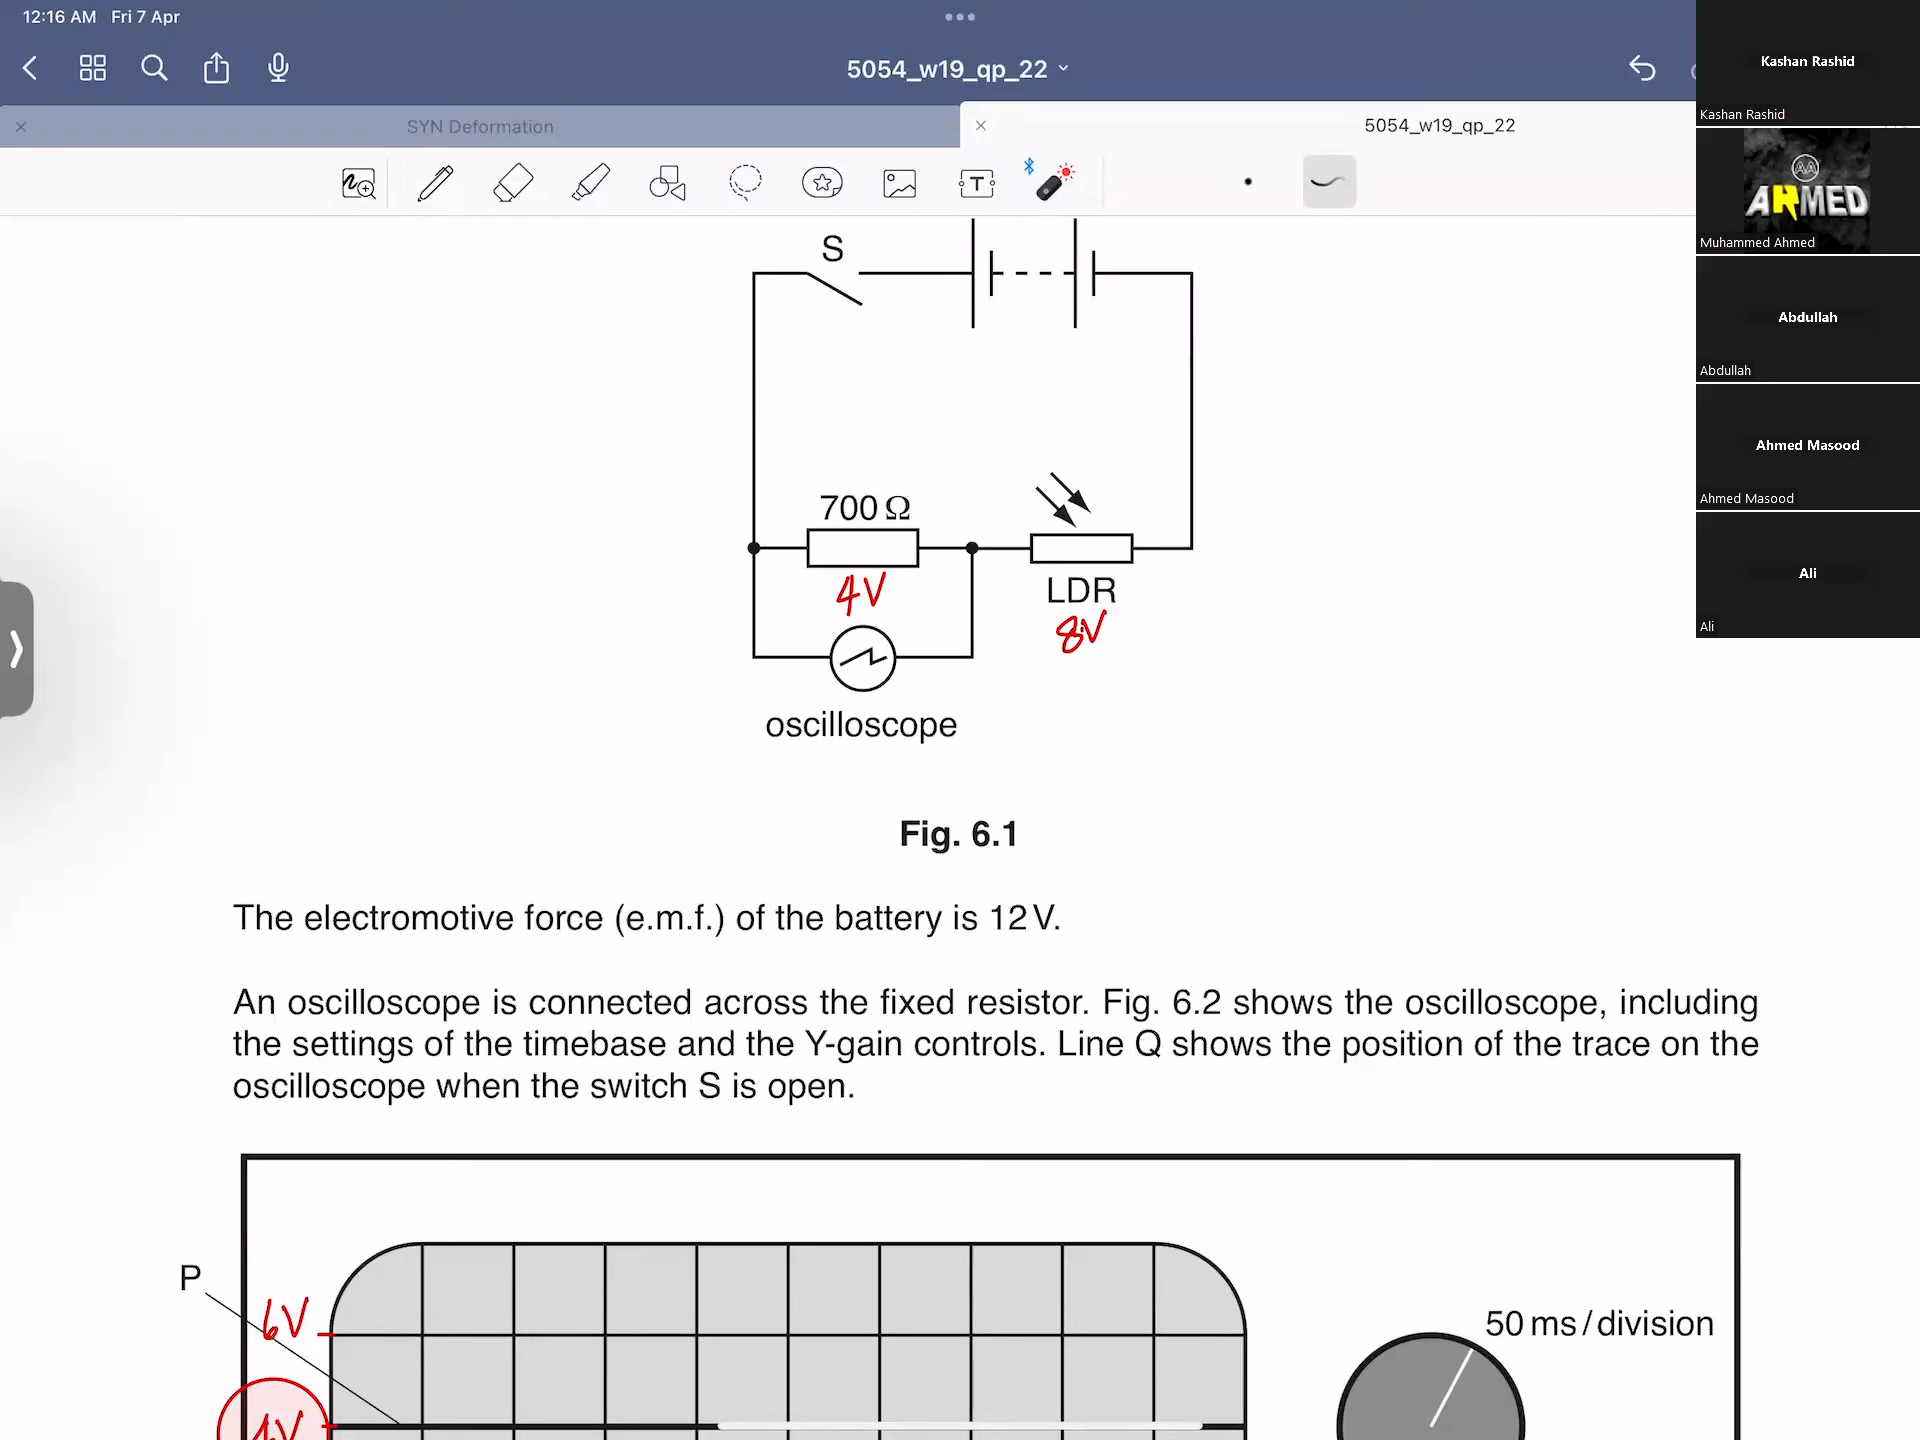 12:16 AM Fri 7 Apr
5054_w19_qp_22
SYN Deformation
5054_w19_qp_22
T
Kashan Rashid
Kashan Rashid
AA
AHMED
Muhammed Ahmed
Abdullah
Abdullah
Ahmed Masood
Ahmed Masood
Ali
Ali
S
700 Ω
4V
LDR
8V
oscilloscope
Fig. 6.1
The electromotive force (e.m.f.) of the battery is 12 V.
An oscilloscope is connected across the fixed resistor. Fig. 6.2 shows the oscilloscope, including
the settings of the timebase and the Y-gain controls. Line Q shows the position of the trace on the
oscilloscope when the switch S is open.
P
6V
50 ms / division
4V